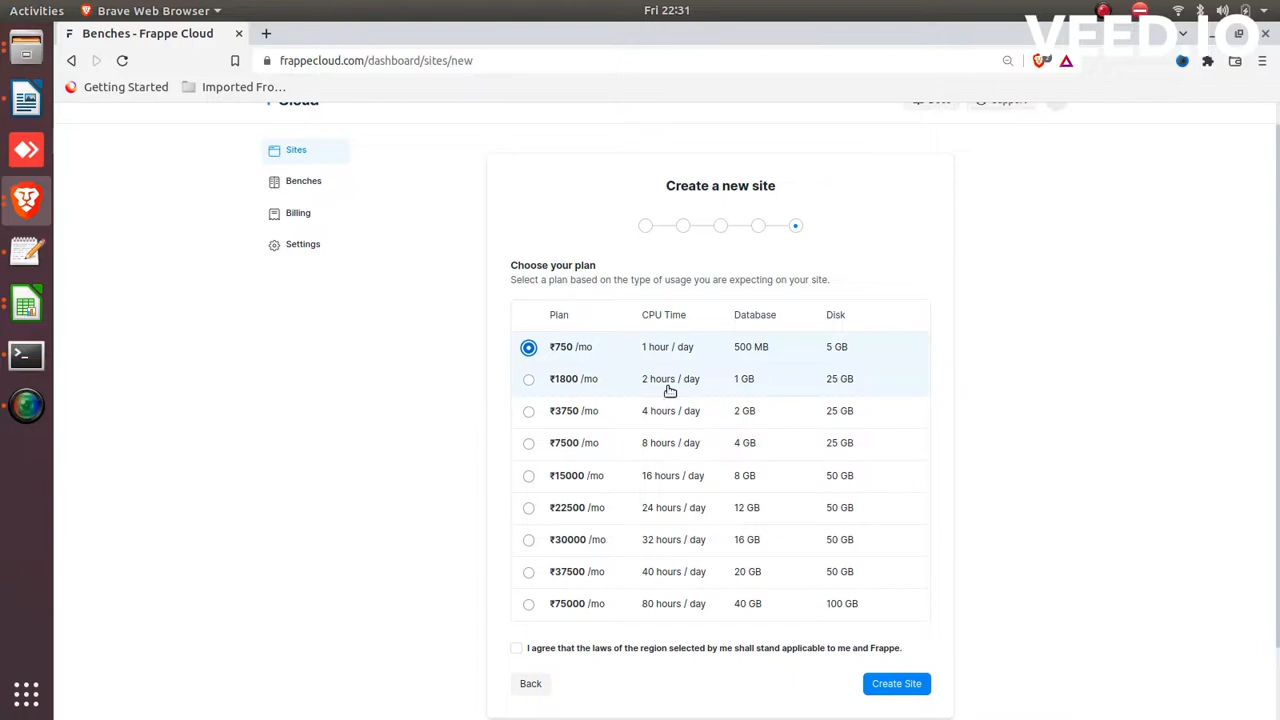 Activities
Brave Web Browser
Fri 22:31
VEED.IO
Benches - Frappe Cloud
frappecloud.com/dashboard/sites/new
Getting Started
Imported Fro...
Cloud
Support
Sites
Benches
Billing
Settings
Create a new site
Choose your plan
Select a plan based on the type of usage you are expecting on your site.
Plan CPU Time Database Disk
₹750 /mo 1 hour / day 500 MB 5 GB
₹1800 /mo 2 hours / day 1 GB 25 GB
₹3750 /mo 4 hours / day 2 GB 25 GB
₹7500 /mo 8 hours / day 4 GB 25 GB
₹15000 /mo 16 hours / day 8 GB 50 GB
₹22500 /mo 24 hours / day 12 GB 50 GB
₹30000 /mo 32 hours / day 16 GB 50 GB
₹37500 /mo 40 hours / day 20 GB 50 GB
₹75000 /mo 80 hours / day 40 GB 100 GB
I agree that the laws of the region selected by me shall stand applicable to me and Frappe.
Back
Create Site